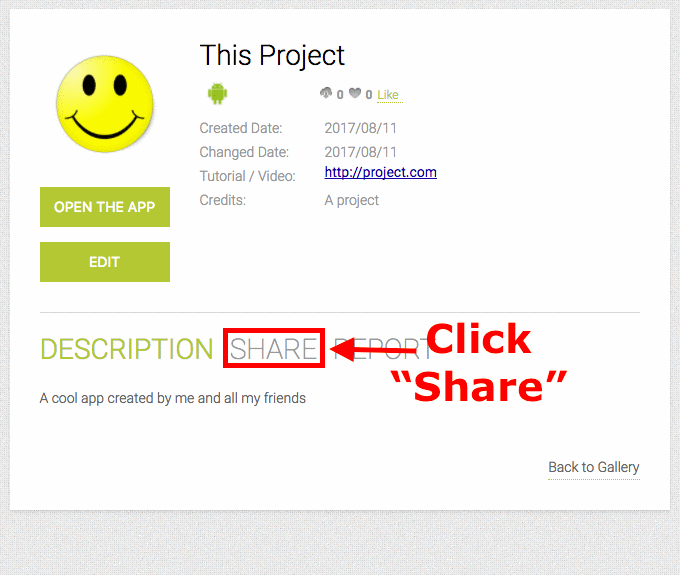 This Project
0 0 Like
Created Date: 2017/08/11
Changed Date: 2017/08/11
Tutorial / Video: http://project.com
Credits: A project
OPEN THE APP
EDIT
DESCRIPTION SHARE REPORT
Click
“Share”
A cool app created by me and all my friends
Back to Gallery